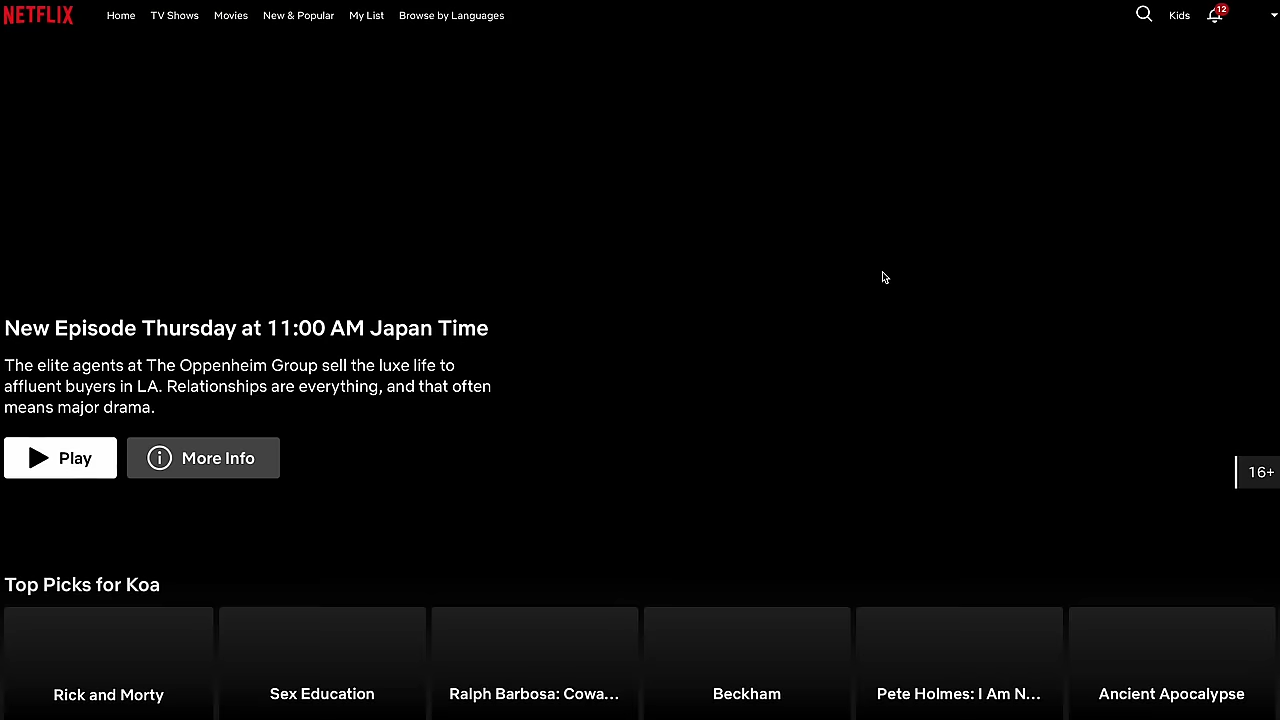 NETFLIX
Home
TV Shows
Movies
New & Popular
My List
Browse by Languages
Kids
12
New Episode Thursday at 11:00 AM Japan Time
The elite agents at The Oppenheim Group sell the luxe life to
affluent buyers in LA. Relationships are everything, and that often
means major drama.
Play
More Info
16+
Top Picks for Koa
Rick and Morty
Sex Education
Ralph Barbosa: Cowa...
Beckham
Pete Holmes: I Am N...
Ancient Apocalypse